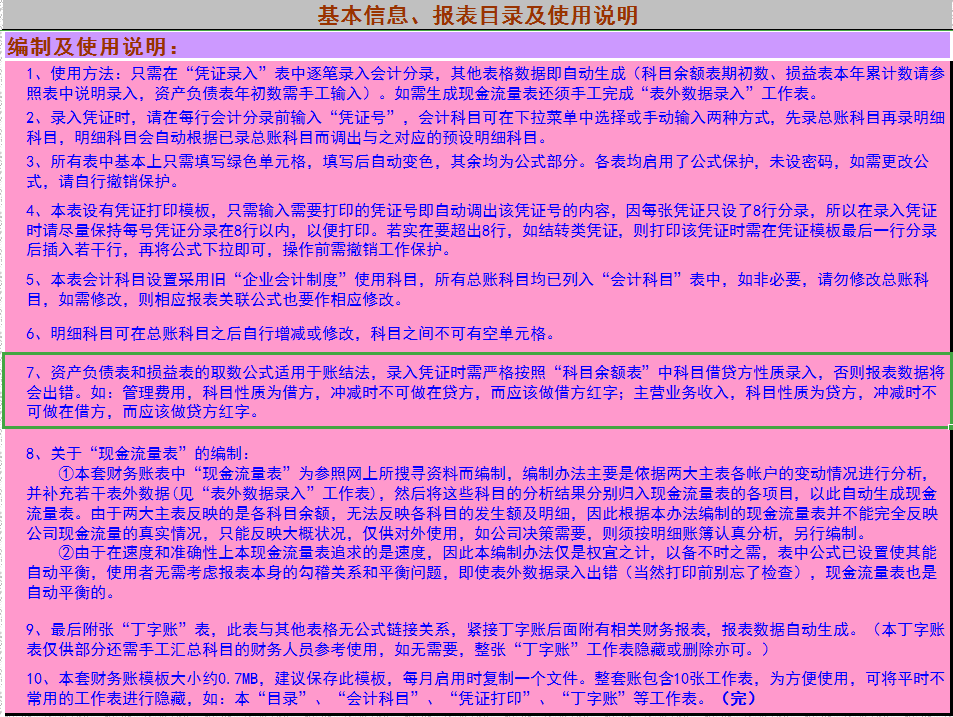 基本信息、报表目录及使用说明
编制及使用说明：
1、使用方法：只需在“凭证录入”表中逐笔录入会计分录，其他表格数据即自动生成（科目余额表期初数、损益表本年累计数请参
照表中说明录入，资产负债表年初数需手工输入）。如需生成现金流量表还须手工完成“表外数据录入”工作表。
2、录入凭证时，请在每行会计分录前输入“凭证号”，会计科目可在下拉菜单中选择或手动输入两种方式，先录总账科目再录明细
科目，明细科目会自动根据已录总账科目而调出与之对应的预设明细科目。
3、所有表中基本上只需填写绿色单元格，填写后自动变色，其余均为公式部分。各表均启用了公式保护，未设密码，如需更改公
式，请自行撤销保护。
4、本表设有凭证打印模板，只需输入需要打印的凭证号即自动调出该凭证号的内容，因每张凭证只设了8行分录，所以在录入凭证
时请尽量保持每号凭证分录在8行以内，以便打印。若实在要超出8行，如结转类凭证，则打印该凭证时需在凭证模板最后一行分录
后插入若干行，再将公式下拉即可，操作前需撤销工作保护。
5、本表会计科目设置采用旧“企业会计制度”使用科目，所有总账科目均已列入“会计科目”表中，如非必要，请勿修改总账科
目，如需修改，则相应报表关联公式也要作相应修改。
6、明细科目可在总账科目之后自行增减或修改，科目之间不可有空单元格。
7、资产负债表和损益表的取数公式适用于账结法，录入凭证时需严格按照“科目余额表”中科目借贷方性质录入，否则报表数据将
会出错。如：管理费用，科目性质为借方，冲减时不可做在贷方，而应该做借方红字；主营业务收入，科目性质为贷方，冲减时不
可做在借方，而应该做贷方红字。
8、关于“现金流量表”的编制：
①本套财务账表中“现金流量表”为参照网上所搜寻资料而编制，编制办法主要是依据两大主表各帐户的变动情况进行分析，
并补充若干表外数据(见“表外数据录入”工作表)，然后将这些科目的分析结果分别归入现金流量表的各项目，以此自动生成现金
流量表。由于两大主表反映的是各科目余额，无法反映各科目的发生额及明细，因此根据本办法编制的现金流量表并不能完全反映
公司现金流量的真实情况，只能反映大概状况，仅供对外使用，如公司决策需要，则须按明细账簿认真分析，另行编制。
②由于在速度和准确性上本现金流量表追求的是速度，因此本编制办法仅是权宜之计，以备不时之需，表中公式已设置使其能
自动平衡，使用者无需考虑报表本身的勾稽关系和平衡问题，即使表外数据录入出错（当然打印前别忘了检查），现金流量表也是
自动平衡的。
9、最后附张“丁字账”表，此表与其他表格无公式链接关系，紧接丁字账后面附有相关财务报表，报表数据自动生成。（本丁字账
表仅供部分还需手工汇总科目的财务人员参考使用，如无需要，整张“丁字账”工作表隐藏或删除亦可。）
10、本套财务账模板大小约0.7MB，建议保存此模板，每月启用时复制一个文件。整套账包含10张工作表，为方便使用，可将平时不
常用的工作表进行隐藏，如：本“目录”、“会计科目”、“凭证打印”、“丁字账”等工作表。（完）